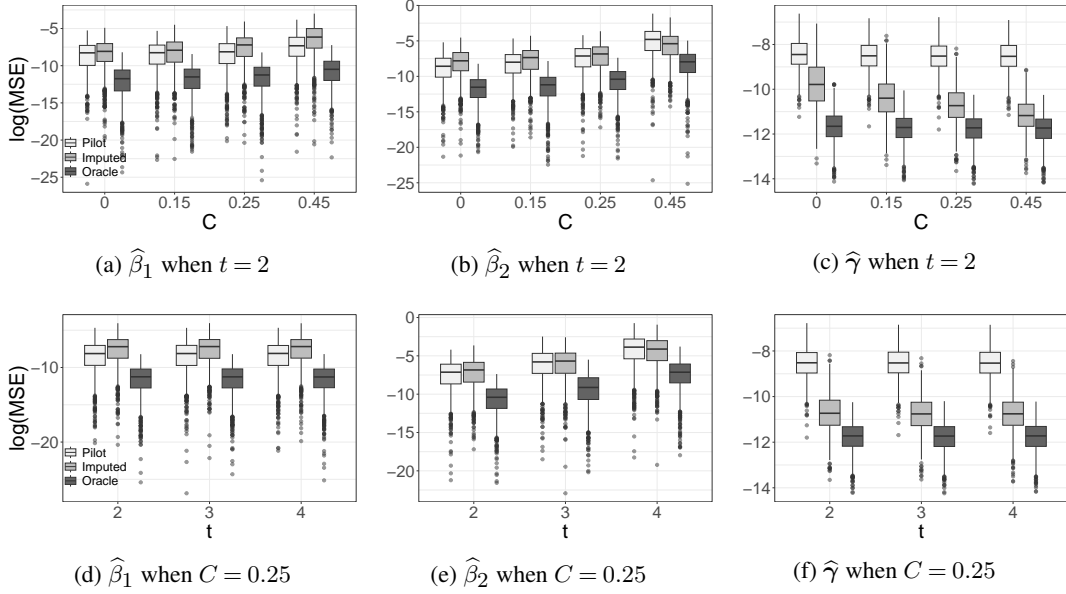 log(MSE)
−5
−10
−15
−20
−25
Pilot
Imputed
Oracle
0 0.15 0.25 0.45
C
(a) β̂₁ when t = 2
0
−5
−10
−15
−20
−25
0 0.15 0.25 0.45
C
(b) β̂₂ when t = 2
−8
−10
−12
−14
0 0.15 0.25 0.45
C
(c) γ̂ when t = 2
log(MSE)
−10
−20
Pilot
Imputed
Oracle
2 3 4
t
(d) β̂₁ when C = 0.25
0
−5
−10
−15
−20
2 3 4
t
(e) β̂₂ when C = 0.25
−8
−10
−12
−14
2 3 4
t
(f) γ̂ when C = 0.25